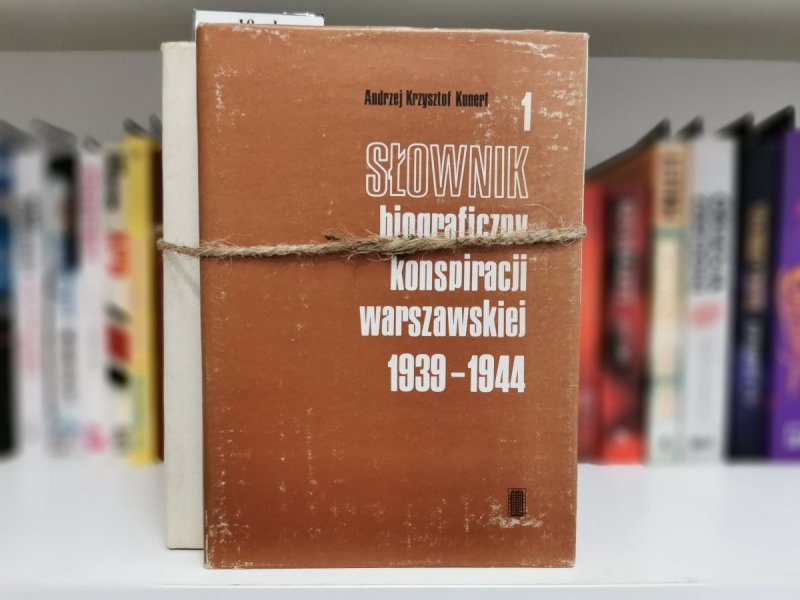 Andrzej Krzysztof Kunert
1
SŁOWNIK
biograficzny
konspiracji
warszawskiej
1939-1944